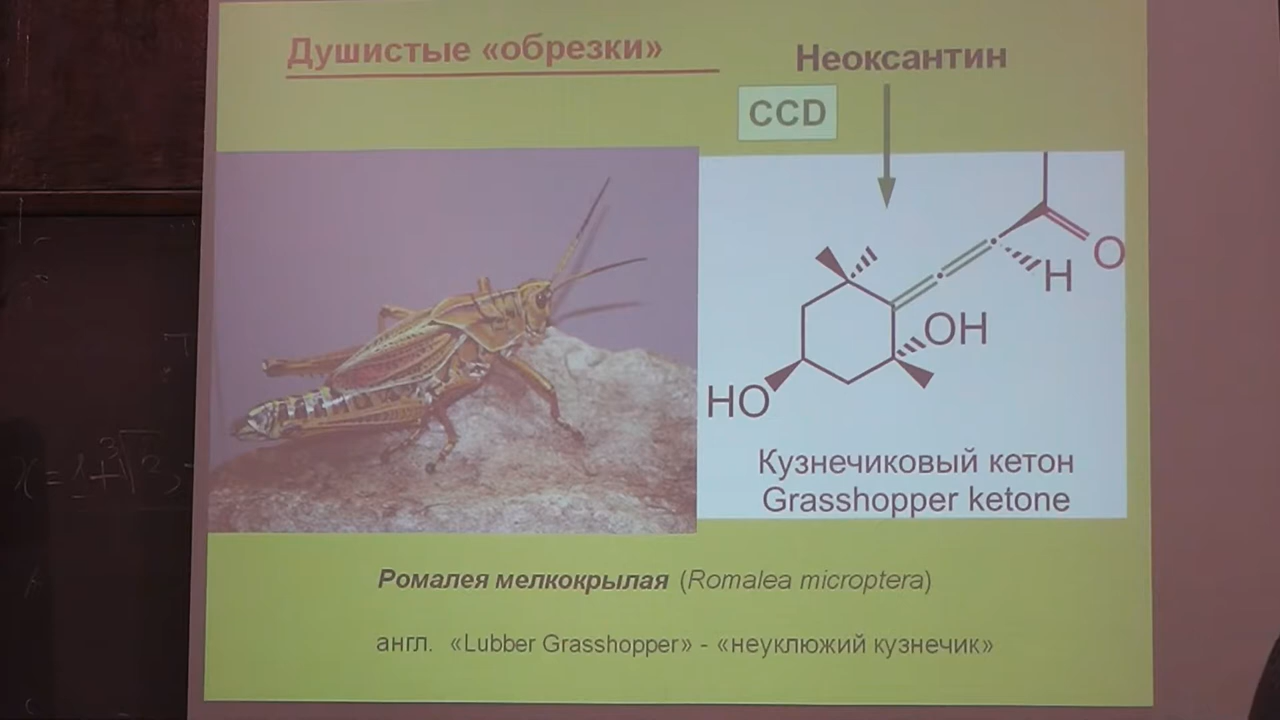 Душистые «обрезки»
Неоксантин
CCD
O
H
OH
HO
Кузнечиковый кетон
Grasshopper ketone
Ромалея мелкокрылая (Romalea microptera)
англ. «Lubber Grasshopper» - «неуклюжий кузнечик»